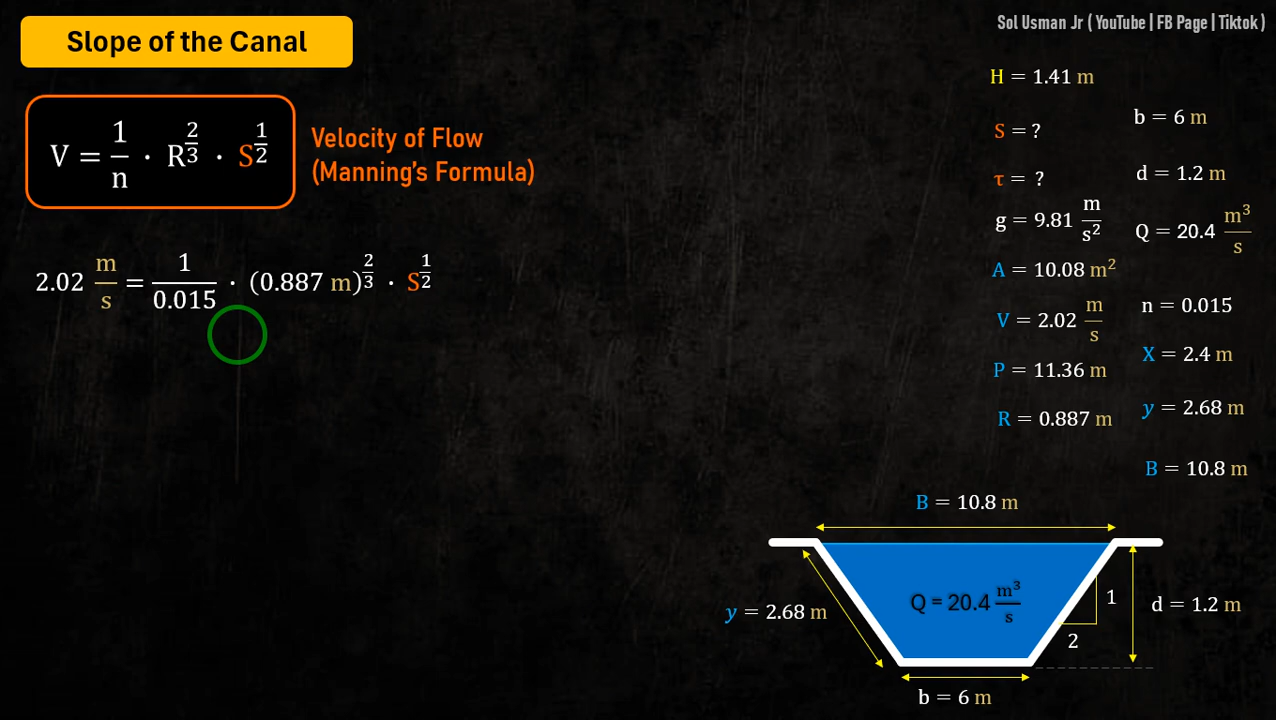 Slope of the Canal
Sol Usman Jr ( YouTube | FB Page | Tiktok )
V = 1/n · R^(2/3) · S^(1/2)
Velocity of Flow
(Manning's Formula)
2.02 m/s = 1/0.015 · (0.887 m)^(2/3) · S^(1/2)
H = 1.41 m
S = ?
τ = ?
g = 9.81 m/s²
A = 10.08 m²
V = 2.02 m/s
P = 11.36 m
R = 0.887 m
b = 6 m
d = 1.2 m
Q = 20.4 m³/s
n = 0.015
X = 2.4 m
y = 2.68 m
B = 10.8 m
B = 10.8 m
y = 2.68 m
Q = 20.4 m³/s
1
2
d = 1.2 m
b = 6 m